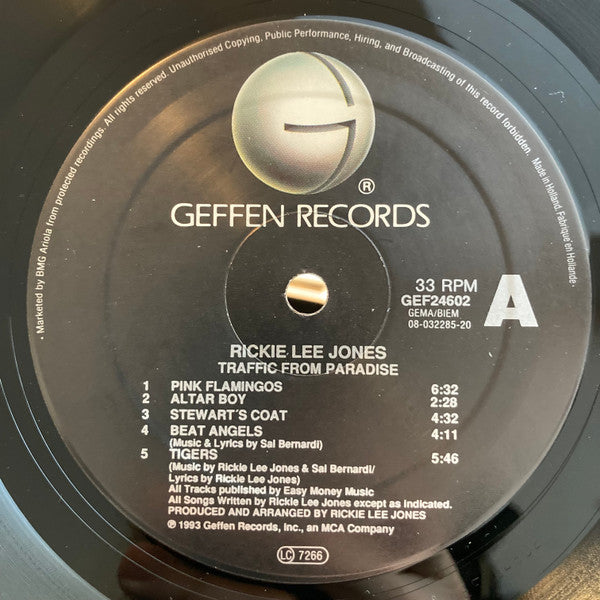 • Marketed by BMG Ariola from protected recordings. All rights reserved. Unauthorised Copying, Public Performance, Hiring, and Broadcasting of this record forbidden.
Made in Holland. Fabrique en Hollande •
G
®
GEFFEN RECORDS
33 RPM
GEF24602
GEMA/BIEM
08-032285-20
A
RICKIE LEE JONES
TRAFFIC FROM PARADISE
1 PINK FLAMINGOS 6:32
2 ALTAR BOY 2:28
3 STEWART´S COAT 4:32
4 BEAT ANGELS 4:11
(Music & Lyrics by Sal Bernardi)
5 TIGERS 5:46
(Music by Rickie Lee Jones & Sal Bernardi/
Lyrics by Rickie Lee Jones)
All Tracks published by Easy Money Music
All Songs Written by Rickie Lee Jones except as Indicated.
PRODUCED AND ARRANGED BY RICKIE LEE JONES
℗ 1993 Geffen Records, Inc., an MCA Company
LC 7266